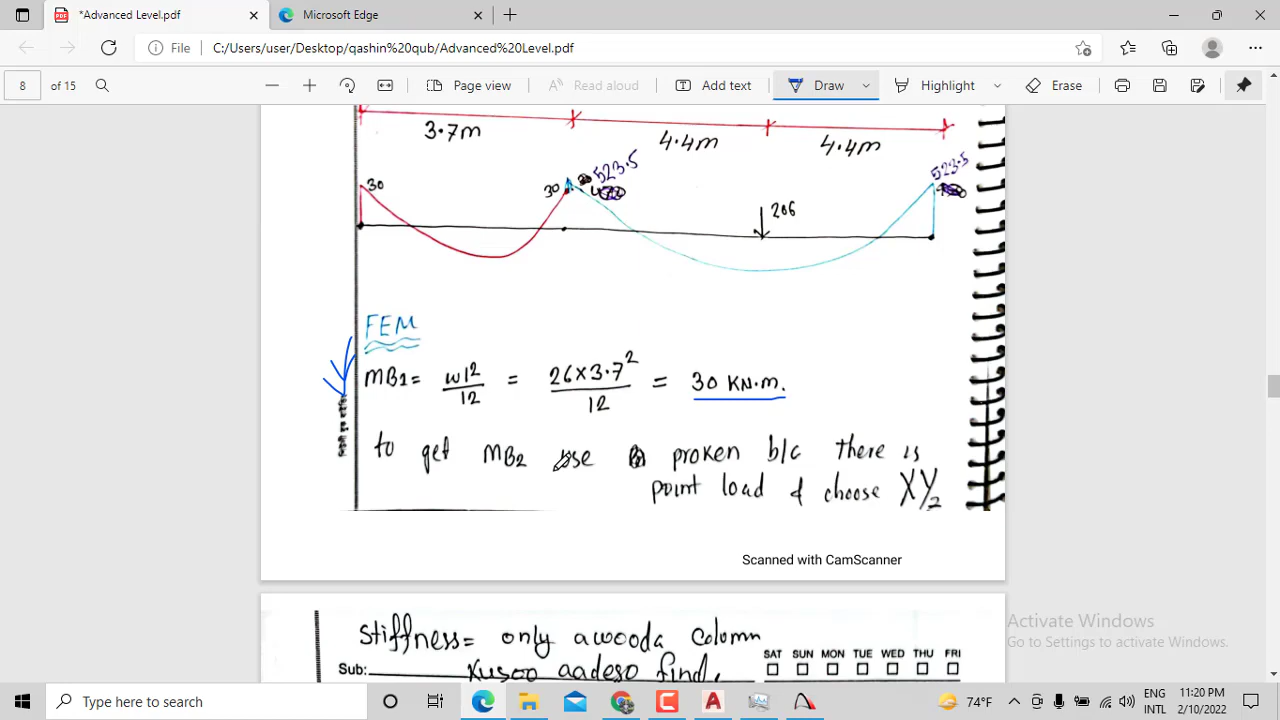 *Advanced Level.pdf
Microsoft Edge
File C:/Users/user/Desktop/qashin%20qub/Advanced%20Level.pdf
8 of 15 Page view Read aloud Add text Draw Highlight Erase
3.7m 4.4m 4.4m
30 30 523.5 206 523.5
FEM
MB1= wl²/12 = 26×3.7²/12 = 30 KN.m.
to get MB2 use proken b/c there is
point load & choose XY/2
Scanned with CamScanner
Stiffness= only awooda column
Sub: Kusoo aadeso find.
SAT SUN MON TUE WED THU FRI
Activate Windows
Go to Settings to activate Windows.
Type here to search
74°F
ENG
INTL
11:20 PM
2/10/2022